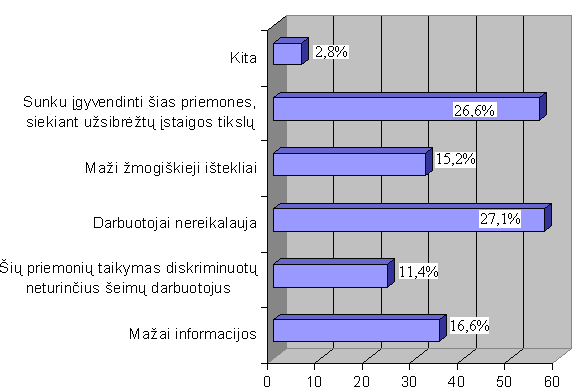 Kita
2,8%
Sunku įgyvendinti šias priemones,
siekiant užsibrėžtų įstaigos tikslų
26,6%
Maži žmogiškieji ištekliai
15,2%
Darbuotojai nereikalauja
27,1%
Šių priemonių taikymas diskriminuotų
neturinčius šeimų darbuotojus
11,4%
Mažai informacijos
16,6%
0 10 20 30 40 50 60